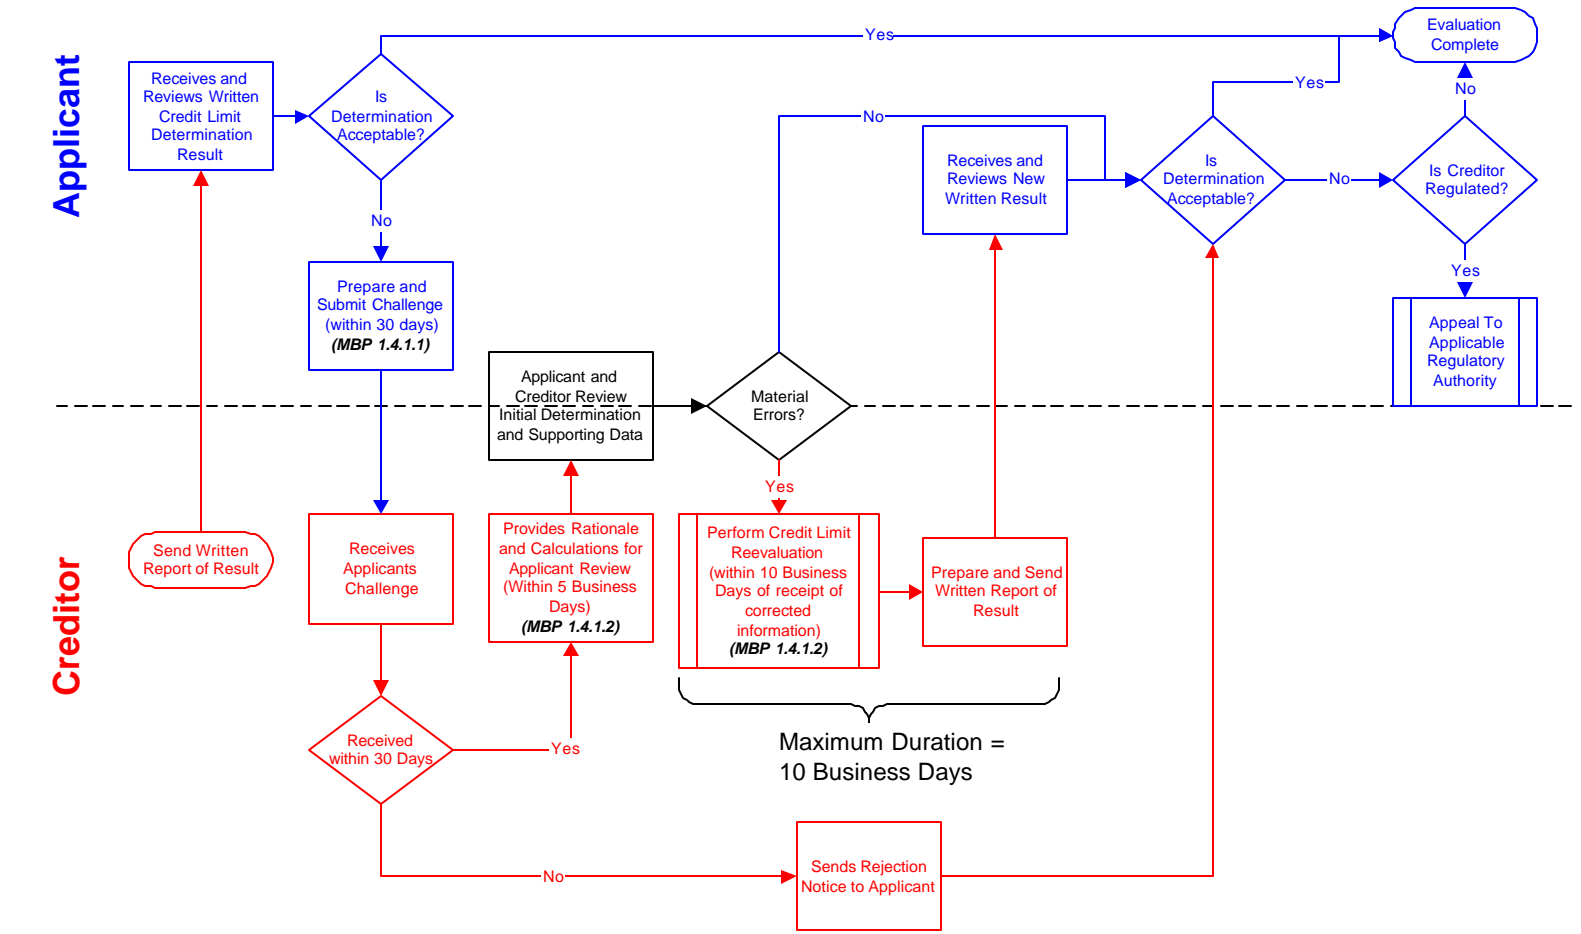 Applicant
Receives and
Reviews Written
Credit Limit
Determination
Result
Is
Determination
Acceptable?
Yes
No
Prepare and
Submit Challenge
(within 30 days)
(MBP 1.4.1.1)
Applicant and
Creditor Review
Initial Determination
and Supporting Data
Material
Errors?
No
Receives and
Reviews New
Written Result
Is
Determination
Acceptable?
Yes
No
Evaluation
Complete
No
Is Creditor
Regulated?
Yes
Appeal To
Applicable
Regulatory
Authority
Creditor
Send Written
Report of Result
Receives
Applicants
Challenge
Received
within 30 Days
Yes
No
Provides Rationale
and Calculations for
Applicant Review
(Within 5 Business
Days)
(MBP 1.4.1.2)
Yes
Perform Credit Limit
Reevaluation
(within 10 Business
Days of receipt of
corrected
information)
(MBP 1.4.1.2)
Prepare and Send
Written Report of
Result
Maximum Duration =
10 Business Days
Sends Rejection
Notice to Applicant